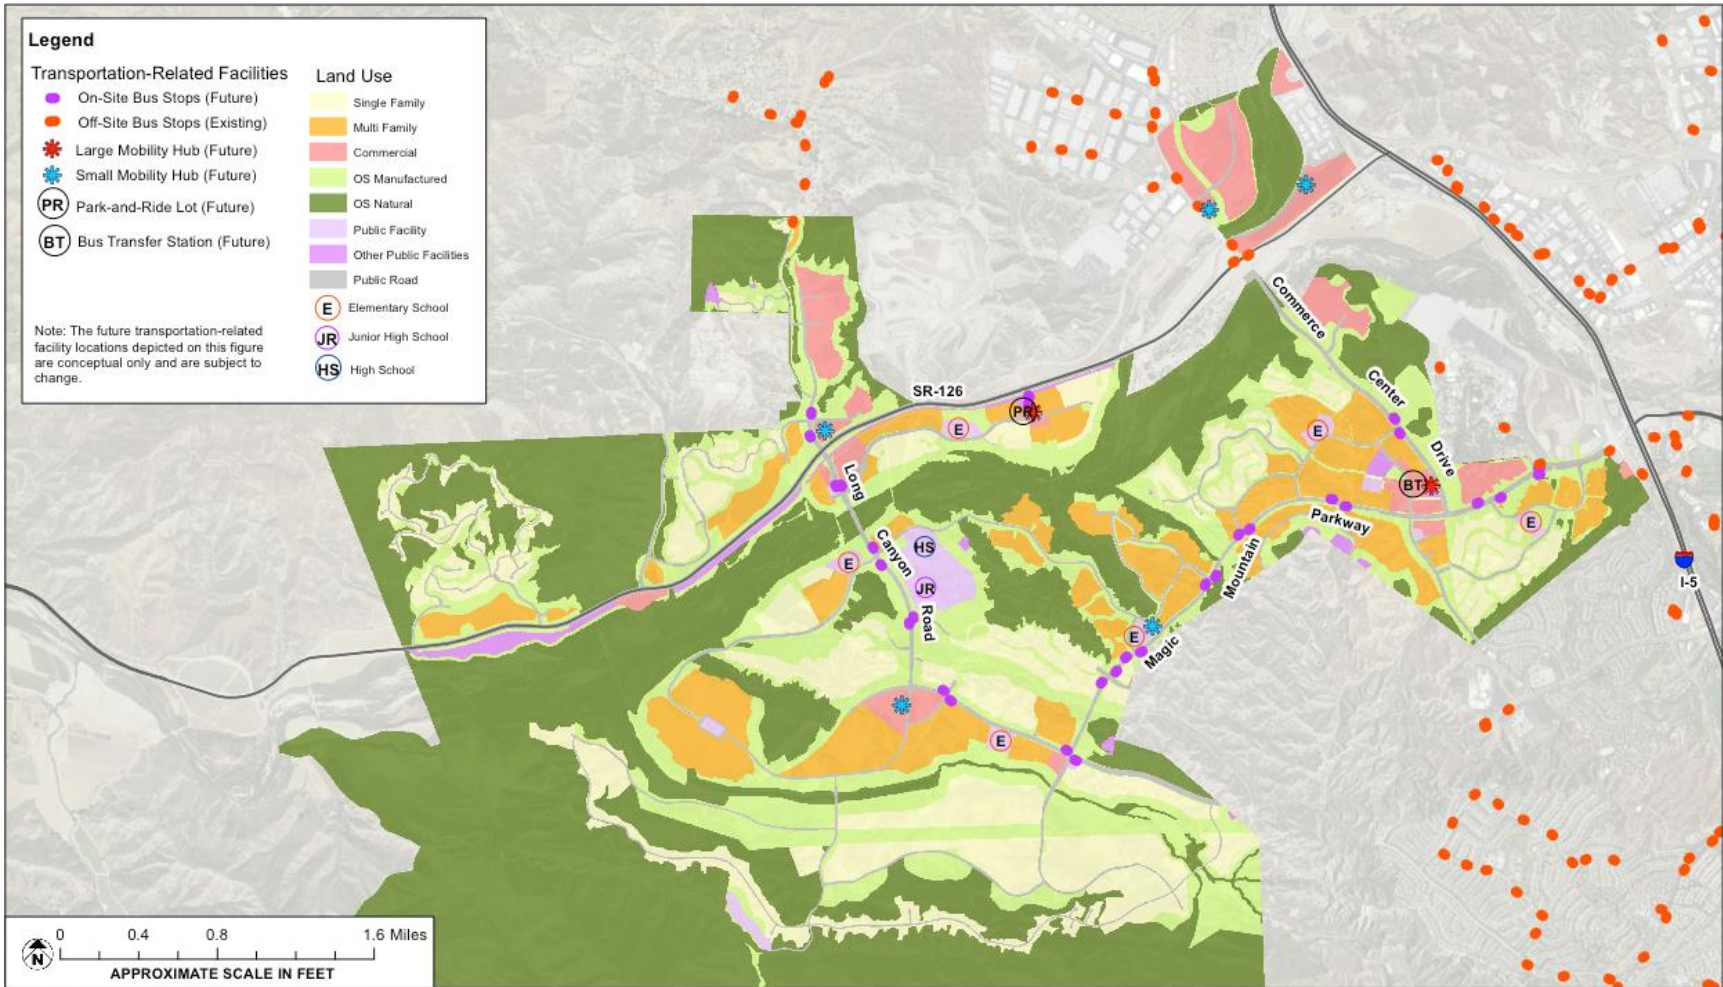 Legend
Transportation-Related Facilities
On-Site Bus Stops (Future)
Off-Site Bus Stops (Existing)
Large Mobility Hub (Future)
Small Mobility Hub (Future)
PR Park-and-Ride Lot (Future)
BT Bus Transfer Station (Future)
Note: The future transportation-related
facility locations depicted on this figure
are conceptual only and are subject to
change.
Land Use
Single Family
Multi Family
Commercial
OS Manufactured
OS Natural
Public Facility
Other Public Facilities
Public Road
E Elementary School
JR Junior High School
HS High School
Commerce
Center
Drive
SR-126
PR
E
E
Long
BT
Parkway
E
HS
Canyon
E
Mountain
I-5
JR
Road
E
Magic
E
0 0.4 0.8 1.6 Miles
N
APPROXIMATE SCALE IN FEET